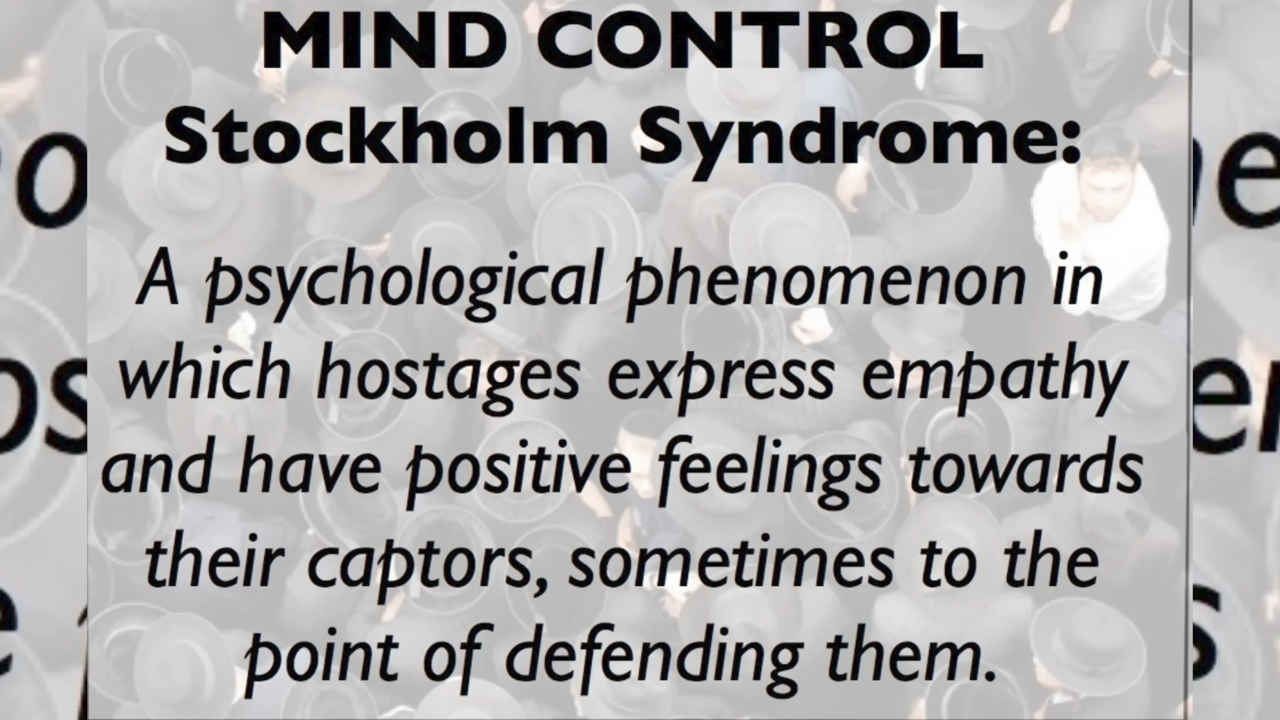 MIND CONTROL
Stockholm Syndrome:
A psychological phenomenon in
which hostages express empathy
and have positive feelings towards
their captors, sometimes to the
point of defending them.